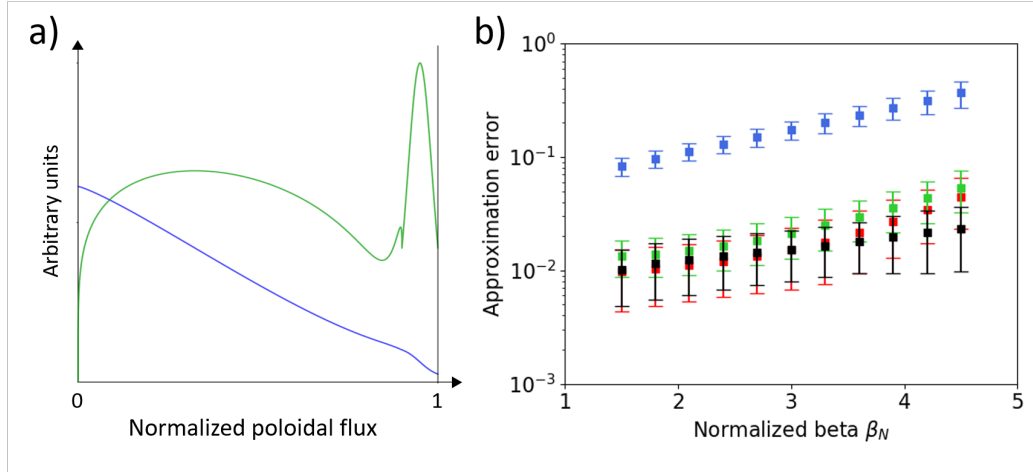 a)
Arbitrary units
0
1
Normalized poloidal flux
b)
Approximation error
10⁰
10⁻¹
10⁻²
10⁻³
1
2
3
4
5
Normalized beta β_N